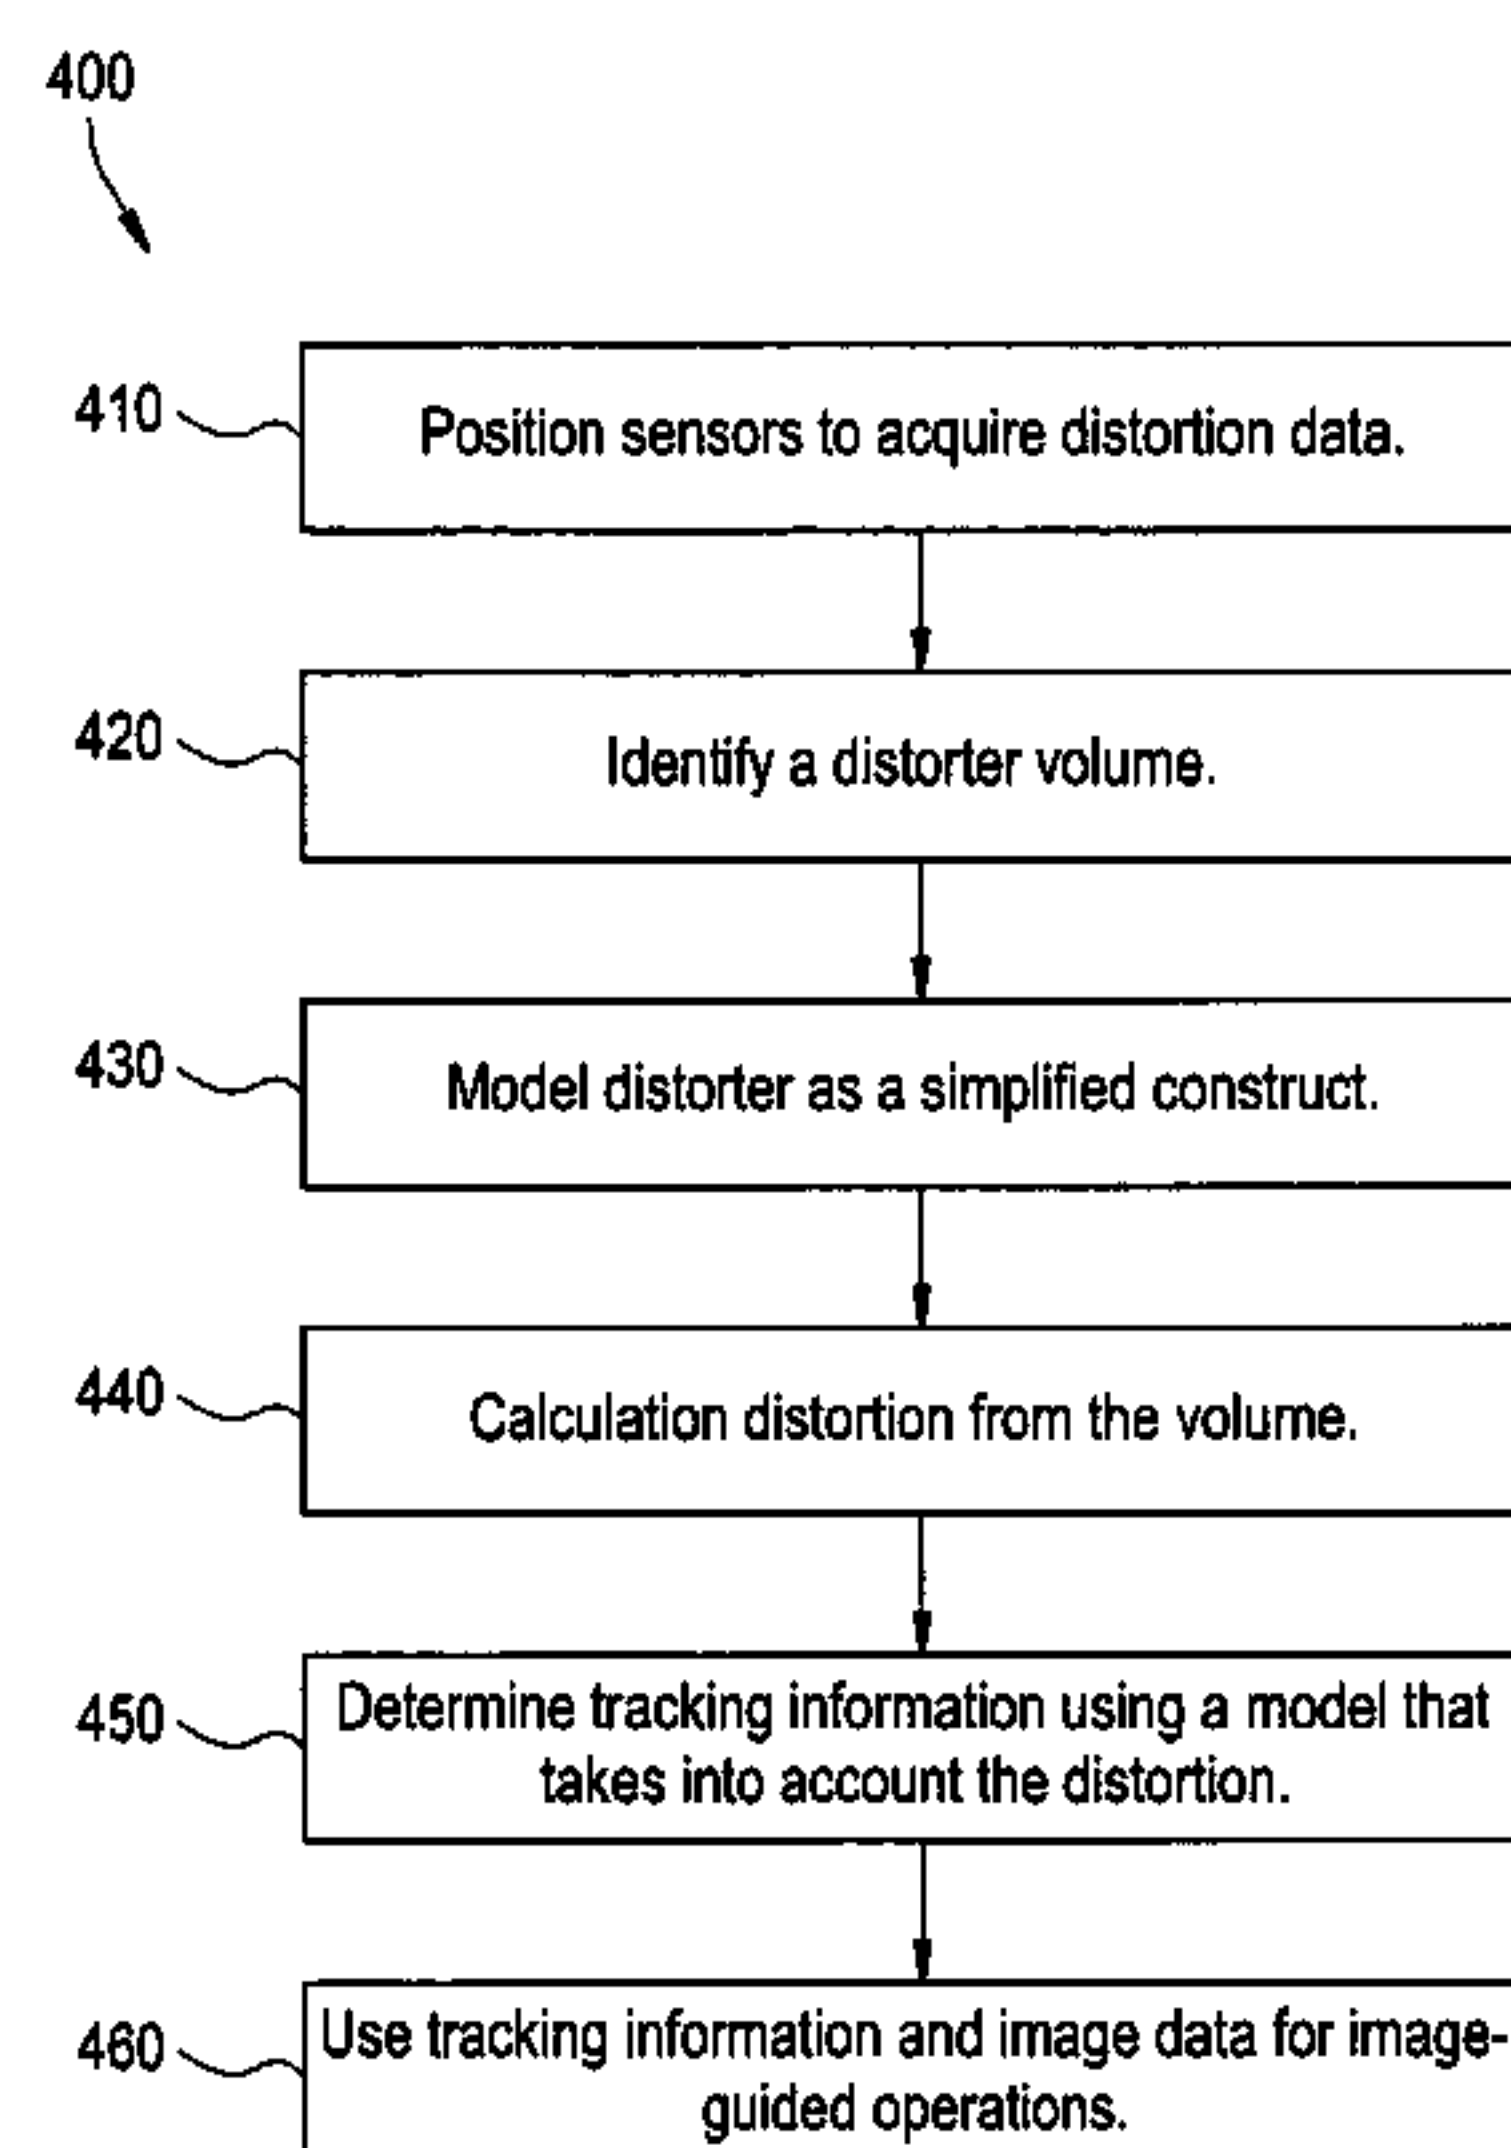 400
410
Position sensors to acquire distortion data.
420
Identify a distorter volume.
430
Model distorter as a simplified construct.
440
Calculation distortion from the volume.
450
Determine tracking information using a model that
takes into account the distortion.
460
Use tracking information and image data for image-
guided operations.